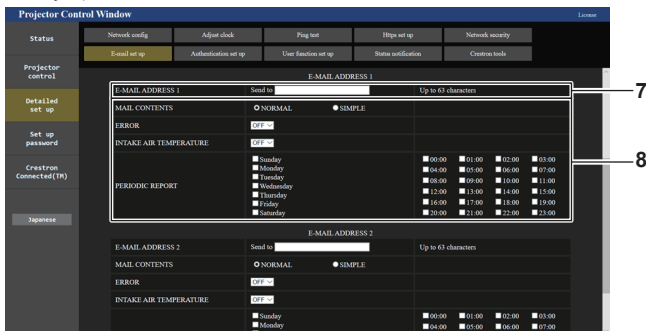 Projector Control Window
License
Status
Network config Adjust clock Ping test Https set up Network security
E-mail set up Authentication set up User function set up Status notification Crestron tools
Projector control
Detailed set up
Set up password
Crestron Connected(TM)
Japanese
E-MAIL ADDRESS 1
E-MAIL ADDRESS 1 Send to Up to 63 characters
7
MAIL CONTENTS NORMAL SIMPLE
ERROR OFF
INTAKE AIR TEMPERATURE OFF
8
PERIODIC REPORT
Sunday 00:00 01:00 02:00 03:00
Monday 04:00 05:00 06:00 07:00
Tuesday
Wednesday 08:00 09:00 10:00 11:00
Thursday 12:00 13:00 14:00 15:00
Friday 16:00 17:00 18:00 19:00
Saturday 20:00 21:00 22:00 23:00
E-MAIL ADDRESS 2
E-MAIL ADDRESS 2 Send to Up to 63 characters
MAIL CONTENTS NORMAL SIMPLE
ERROR OFF
INTAKE AIR TEMPERATURE OFF
Sunday 00:00 01:00 02:00 03:00
Monday 04:00 05:00 06:00 07:00